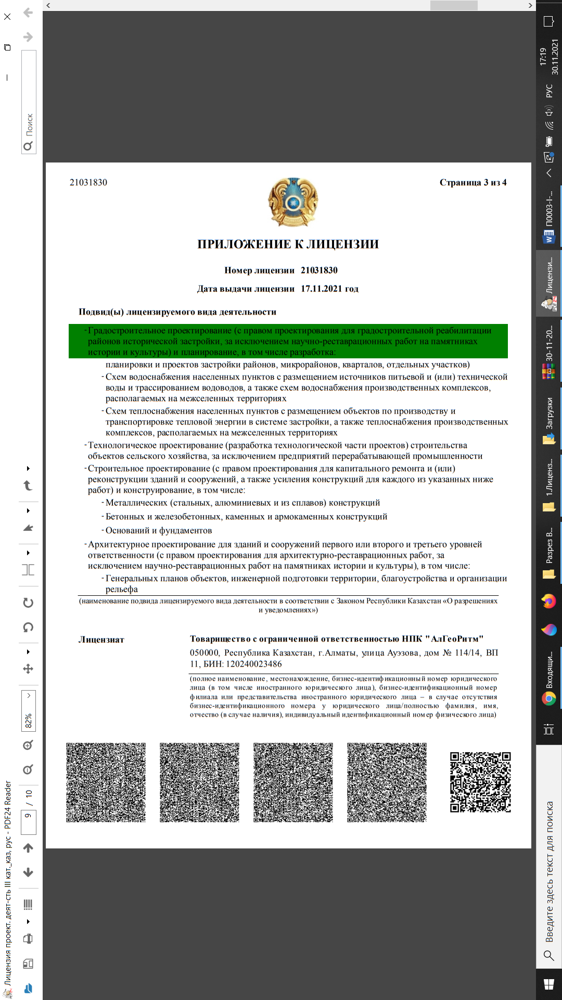 21031830
Страница 3 из 4
ПРИЛОЖЕНИЕ К ЛИЦЕНЗИИ
Номер лицензии 21031830
Дата выдачи лицензии 17.11.2021 год
Подвид(ы) лицензируемого вида деятельности
-Градостроительное проектирование (с правом проектирования для градостроительной реабилитации
районов исторической застройки, за исключением научно-реставрационных работ на памятниках
истории и культуры) и планирование, в том числе разработка:
планировки и проектов застройки районов, микрорайонов, кварталов, отдельных участков)
-Схем водоснабжения населенных пунктов с размещением источников питьевой и (или) технической
воды и трассированием водоводов, а также схем водоснабжения производственных комплексов,
располагаемых на межселенных территориях
-Схем теплоснабжения населенных пунктов с размещением объектов по производству и
транспортировке тепловой энергии в системе застройки, а также теплоснабжения производственных
комплексов, располагаемых на межселенных территориях
-Технологическое проектирование (разработка технологической части проектов) строительства
объектов сельского хозяйства, за исключением предприятий перерабатывающей промышленности
-Строительное проектирование (с правом проектирования для капитального ремонта и (или)
реконструкции зданий и сооружений, а также усиления конструкций для каждого из указанных ниже
работ) и конструирование, в том числе:
-Металлических (стальных, алюминиевых и из сплавов) конструкций
-Бетонных и железобетонных, каменных и армокаменных конструкций
-Оснований и фундаментов
-Архитектурное проектирование для зданий и сооружений первого или второго и третьего уровней
ответственности (с правом проектирования для архитектурно-реставрационных работ, за
исключением научно-реставрационных работ на памятниках истории и культуры), в том числе:
-Генеральных планов объектов, инженерной подготовки территории, благоустройства и организации
рельефа
(наименование подвида лицензируемого вида деятельности в соответствии с Законом Республики Казахстан «О разрешениях
и уведомлениях»)
Лицензиат
Товарищество с ограниченной ответственностью НПК "АлГеоРитм"
050000, Республика Казахстан, г.Алматы, улица Ауэзова, дом № 114/14, ВП
11, БИН: 120240023486
(полное наименование, местонахождение, бизнес-идентификационный номер юридического
лица (в том числе иностранного юридического лица), бизнес-идентификационный номер
филиала или представительства иностранного юридического лица – в случае отсутствия
бизнес-идентификационного номера у юридического лица/полностью фамилия, имя,
отчество (в случае наличия), индивидуальный идентификационный номер физического лица)
Лицензия проект. деят-сть III кат._каз, рус - PDF24 Reader
9 / 10
82%
Поиск
Введите здесь текст для поиска
Входящи...
Разрез В...
1.Лиценз...
Загрузки
30-11-20...
Лицензи...
П0003-I-...
РУС
17:19
30.11.2021